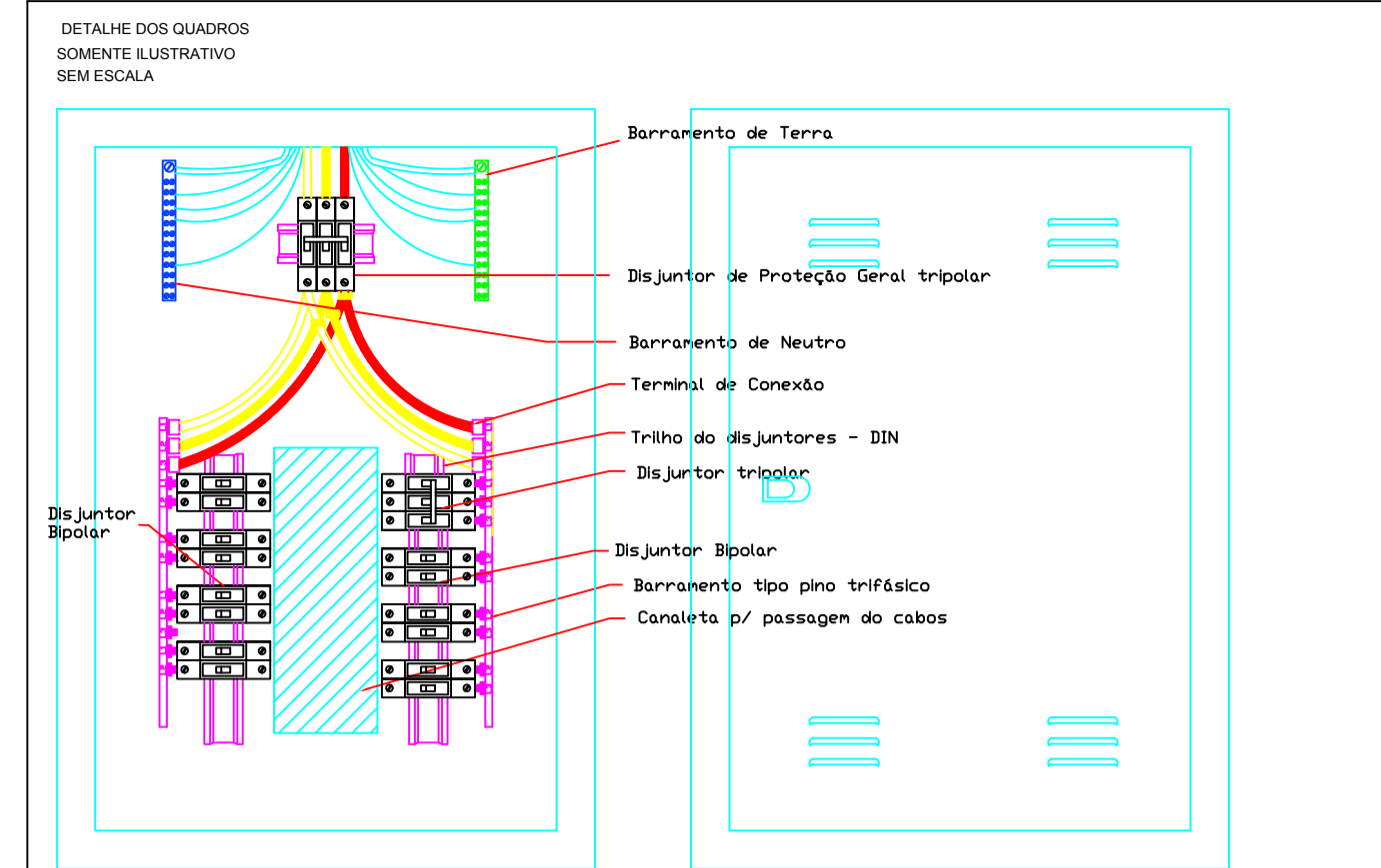 DETALHE DOS QUADROS
SOMENTE ILUSTRATIVO
SEM ESCALA
Barramento de Terra
Disjuntor de Proteção Geral tripolar
Barramento de Neutro
Terminal de Conexão
Trilho do disjuntores - DIN
Disjuntor tripolar
Disjuntor
Bipolar
Disjuntor Bipolar
Barramento tipo pino trifásico
Canaleta p/ passagem do cabos